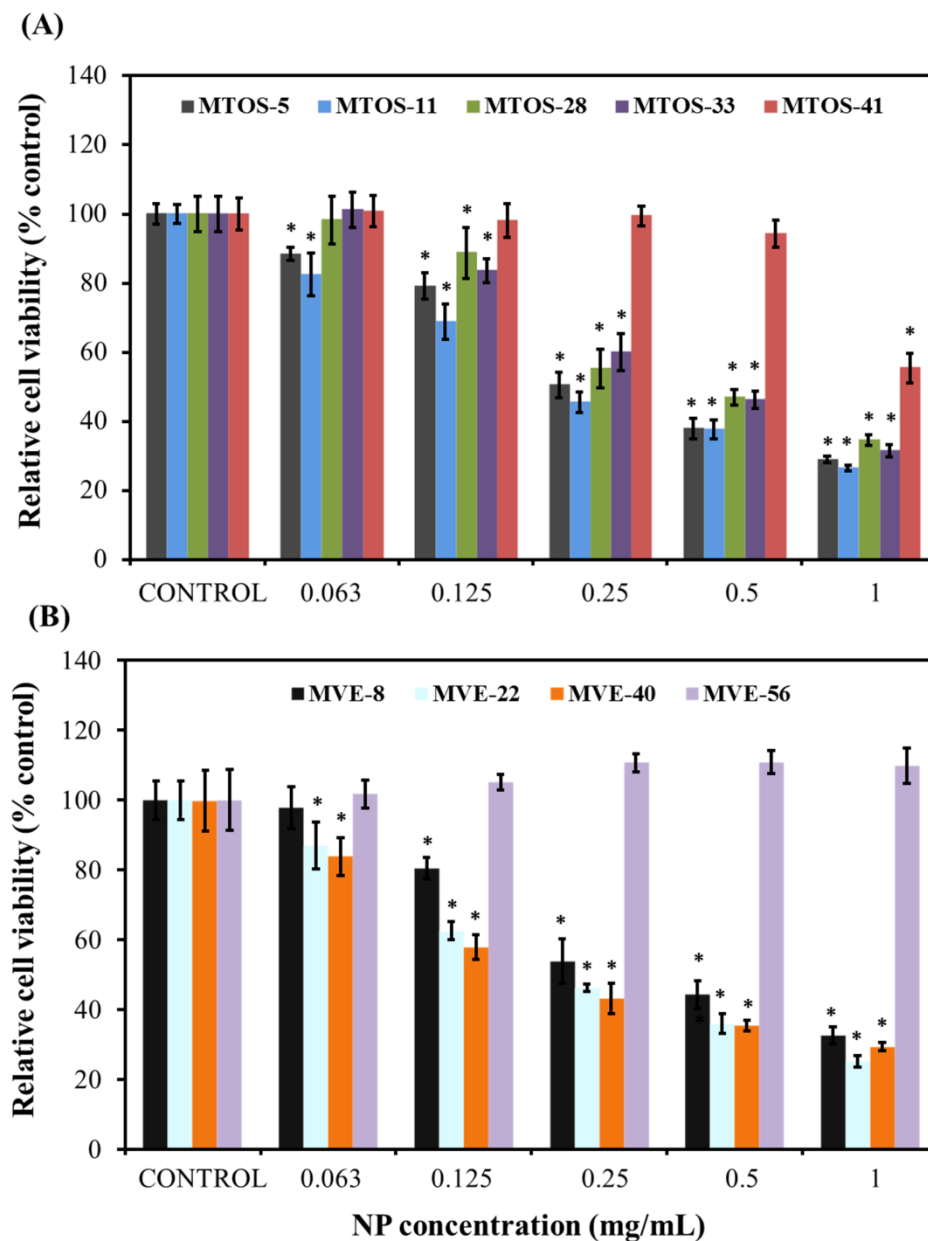 (A)
Relative cell viability (% control)
140
120
100
80
60
40
20
0
MTOS-5 MTOS-11 MTOS-28 MTOS-33 MTOS-41
* * * * * * * * * * * * * * * * * * *
CONTROL 0.063 0.125 0.25 0.5 1
(B)
Relative cell viability (% control)
140
120
100
80
60
40
20
0
MVE-8 MVE-22 MVE-40 MVE-56
* * * * * * * * * * * * * * *
CONTROL 0.063 0.125 0.25 0.5 1
NP concentration (mg/mL)